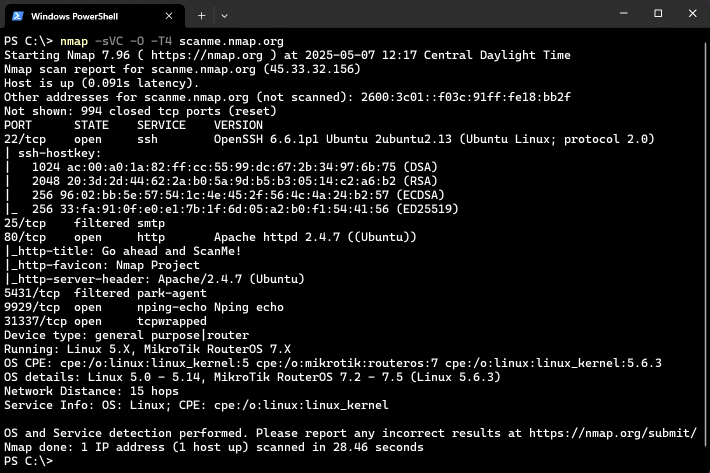 Windows PowerShell
PS C:\> nmap -sVC -O -T4 scanme.nmap.org
Starting Nmap 7.96 ( https://nmap.org ) at 2025-05-07 12:17 Central Daylight Time
Nmap scan report for scanme.nmap.org (45.33.32.156)
Host is up (0.091s latency).
Other addresses for scanme.nmap.org (not scanned): 2600:3c01::f03c:91ff:fe18:bb2f
Not shown: 994 closed tcp ports (reset)
PORT      STATE    SERVICE    VERSION
22/tcp    open     ssh        OpenSSH 6.6.1p1 Ubuntu 2ubuntu2.13 (Ubuntu Linux; protocol 2.0)
| ssh-hostkey:
|   1024 ac:00:a0:1a:82:ff:cc:55:99:dc:67:2b:34:97:6b:75 (DSA)
|   2048 20:3d:2d:44:62:2a:b0:5a:9d:b5:b3:05:14:c2:a6:b2 (RSA)
|   256 96:02:bb:5e:57:54:1c:4e:45:2f:56:4c:4a:24:b2:57 (ECDSA)
|_  256 33:fa:91:0f:e0:e1:7b:1f:6d:05:a2:b0:f1:54:41:56 (ED25519)
25/tcp    filtered smtp
80/tcp    open     http       Apache httpd 2.4.7 ((Ubuntu))
|_http-title: Go ahead and ScanMe!
|_http-favicon: Nmap Project
|_http-server-header: Apache/2.4.7 (Ubuntu)
5431/tcp  filtered park-agent
9929/tcp  open     nping-echo Nping echo
31337/tcp open     tcpwrapped
Device type: general purpose|router
Running: Linux 5.X, MikroTik RouterOS 7.X
OS CPE: cpe:/o:linux:linux_kernel:5 cpe:/o:mikrotik:routeros:7 cpe:/o:linux:linux_kernel:5.6.3
OS details: Linux 5.0 - 5.14, MikroTik RouterOS 7.2 - 7.5 (Linux 5.6.3)
Network Distance: 15 hops
Service Info: OS: Linux; CPE: cpe:/o:linux:linux_kernel

OS and Service detection performed. Please report any incorrect results at https://nmap.org/submit/
Nmap done: 1 IP address (1 host up) scanned in 28.46 seconds
PS C:\>